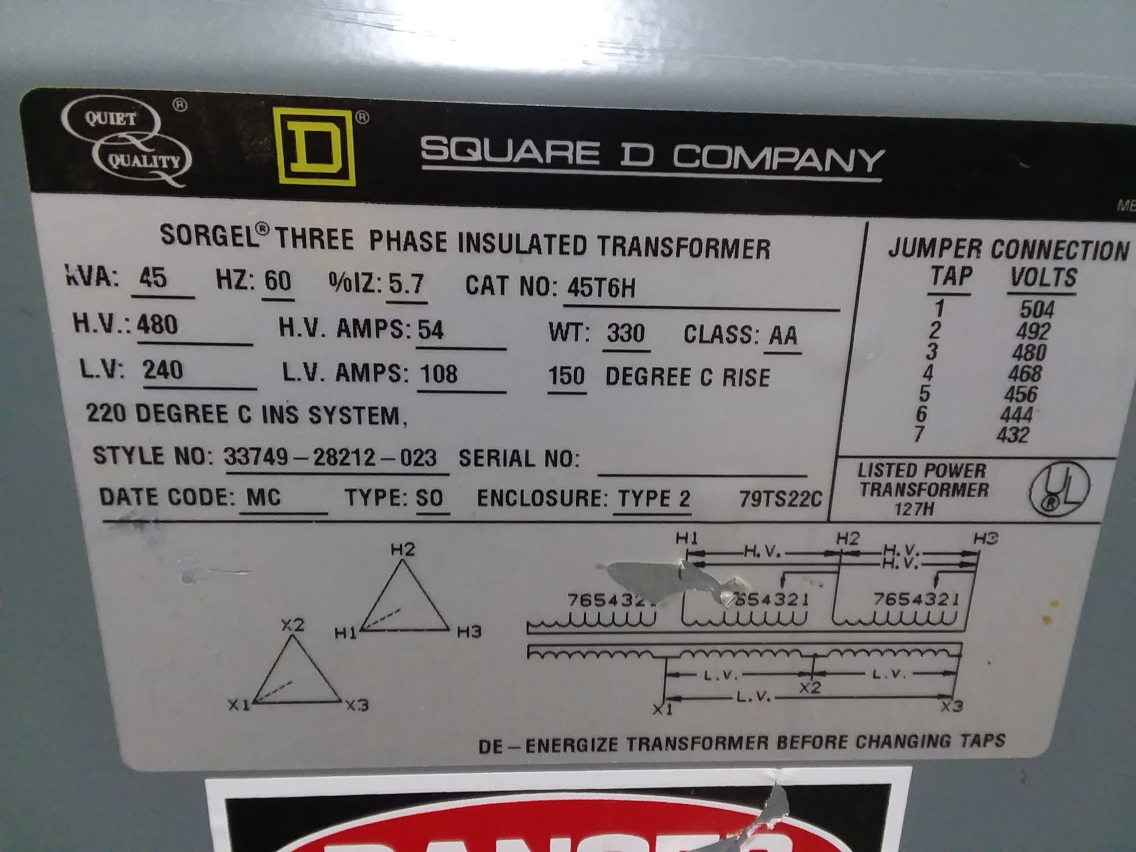 QUIET
QUALITY
®
D®
SQUARE D COMPANY
SORGEL® THREE PHASE INSULATED TRANSFORMER
kVA: 45 HZ: 60 %IZ: 5.7 CAT NO: 45T6H
H.V.: 480 H.V. AMPS: 54 WT: 330 CLASS: AA
L.V: 240 L.V. AMPS: 108 150 DEGREE C RISE
220 DEGREE C INS SYSTEM,
STYLE NO: 33749-28212-023 SERIAL NO:
DATE CODE: MC TYPE: SO ENCLOSURE: TYPE 2 79TS22C
JUMPER CONNECTION
TAP VOLTS
1 504
2 492
3 480
4 468
5 456
6 444
7 432
LISTED POWER
TRANSFORMER
127H
UL
®
H2
H1 H3
X2
X1 X3
H1 H2 H3
H.V. H.V.
H.V.
765432 654321 7654321
L.V. L.V.
X2
L.V.
X1 X3
DE-ENERGIZE TRANSFORMER BEFORE CHANGING TAPS
DANGER